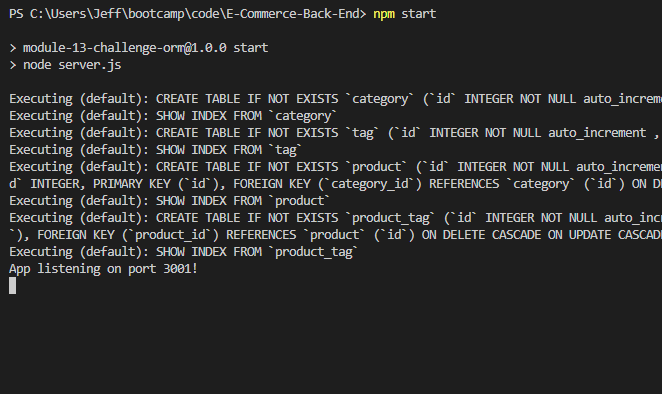 PS C:\Users\Jeff\bootcamp\code\E-Commerce-Back-End> npm start
> module-13-challenge-orm@1.0.0 start
> node server.js
Executing (default): CREATE TABLE IF NOT EXISTS `category` (`id` INTEGER NOT NULL auto_increme
Executing (default): SHOW INDEX FROM `category`
Executing (default): CREATE TABLE IF NOT EXISTS `tag` (`id` INTEGER NOT NULL auto_increment ,
Executing (default): SHOW INDEX FROM `tag`
Executing (default): CREATE TABLE IF NOT EXISTS `product` (`id` INTEGER NOT NULL auto_incremen
d` INTEGER, PRIMARY KEY (`id`), FOREIGN KEY (`category_id`) REFERENCES `category` (`id`) ON DE
Executing (default): SHOW INDEX FROM `product`
Executing (default): CREATE TABLE IF NOT EXISTS `product_tag` (`id` INTEGER NOT NULL auto_incr
`), FOREIGN KEY (`product_id`) REFERENCES `product` (`id`) ON DELETE CASCADE ON UPDATE CASCADE
Executing (default): SHOW INDEX FROM `product_tag`
App listening on port 3001!